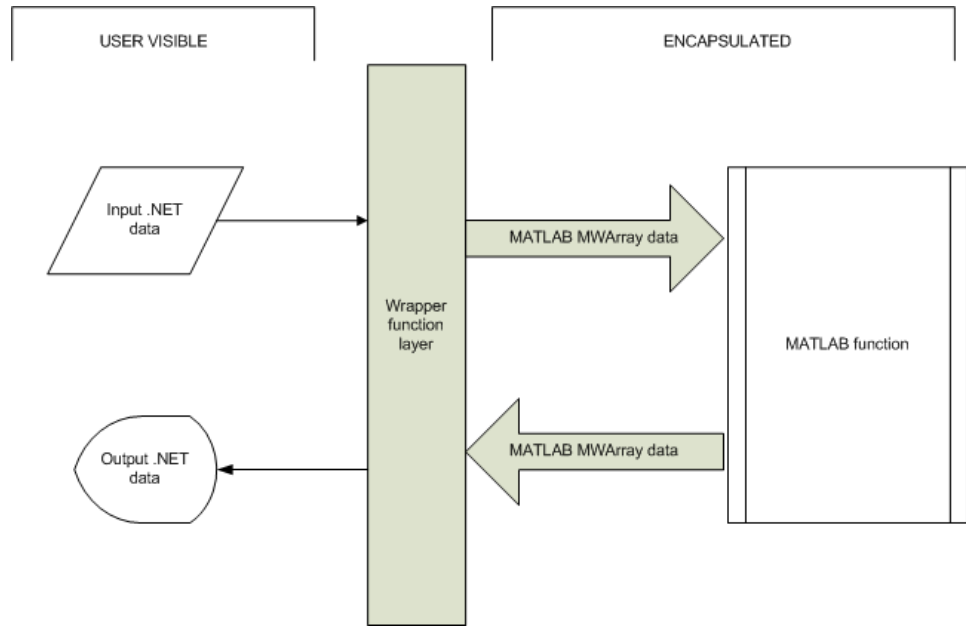 USER VISIBLE
ENCAPSULATED
Input .NET
data
MATLAB MWArray data
Wrapper
function
layer
MATLAB function
Output .NET
data
MATLAB MWArray data